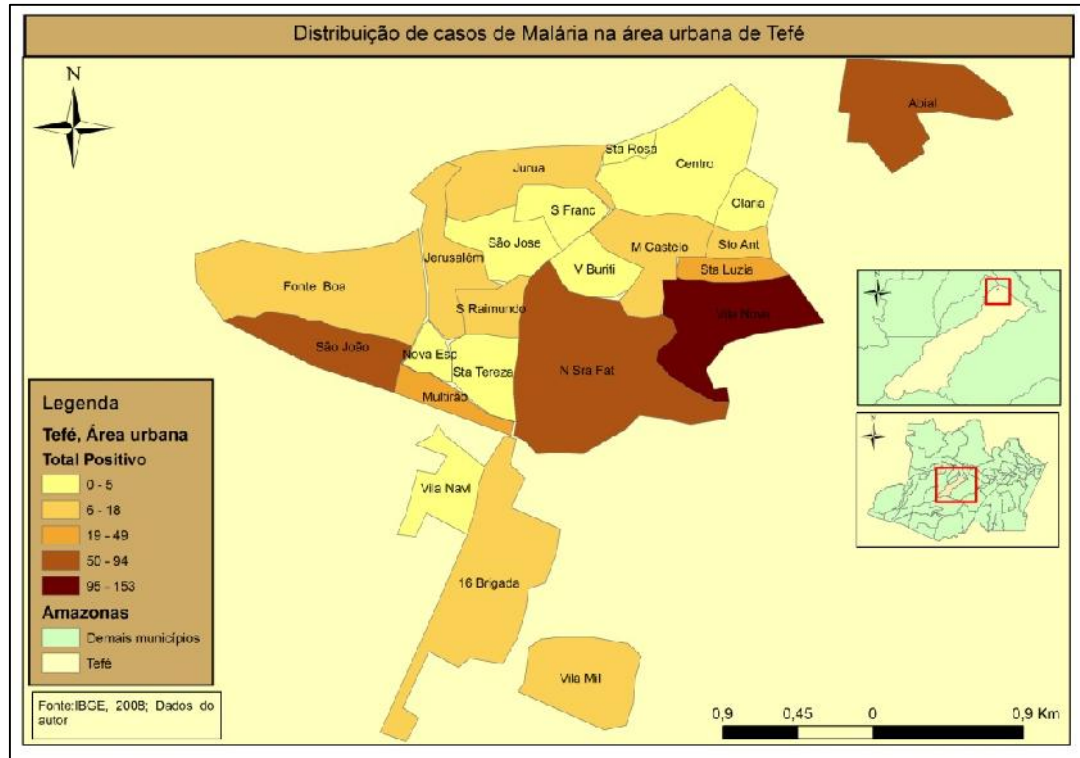 Distribuição de casos de Malária na área urbana de Tefé
N
Abial
Sta Rosa
Centro
Jurua
S Franc
Olaria
São Jose
M Castelo
Sto Ant
Jerusalém
V Buriti
Sta Luzia
Fonte Boa
S Raimundo
Vila Nova
São João
Nova Esp
Sta Tereza
N Sra Fat
Multirão
Vila Navi
16 Brigada
Vila Mil
Legenda
Tefé, Área urbana
Total Positivo
0 - 5
6 - 18
19 - 49
50 - 94
95 - 153
Amazonas
Demais municípios
Tefé
Fonte:IBGE, 2008; Dados do
autor
0,9 0,45 0 0,9 Km